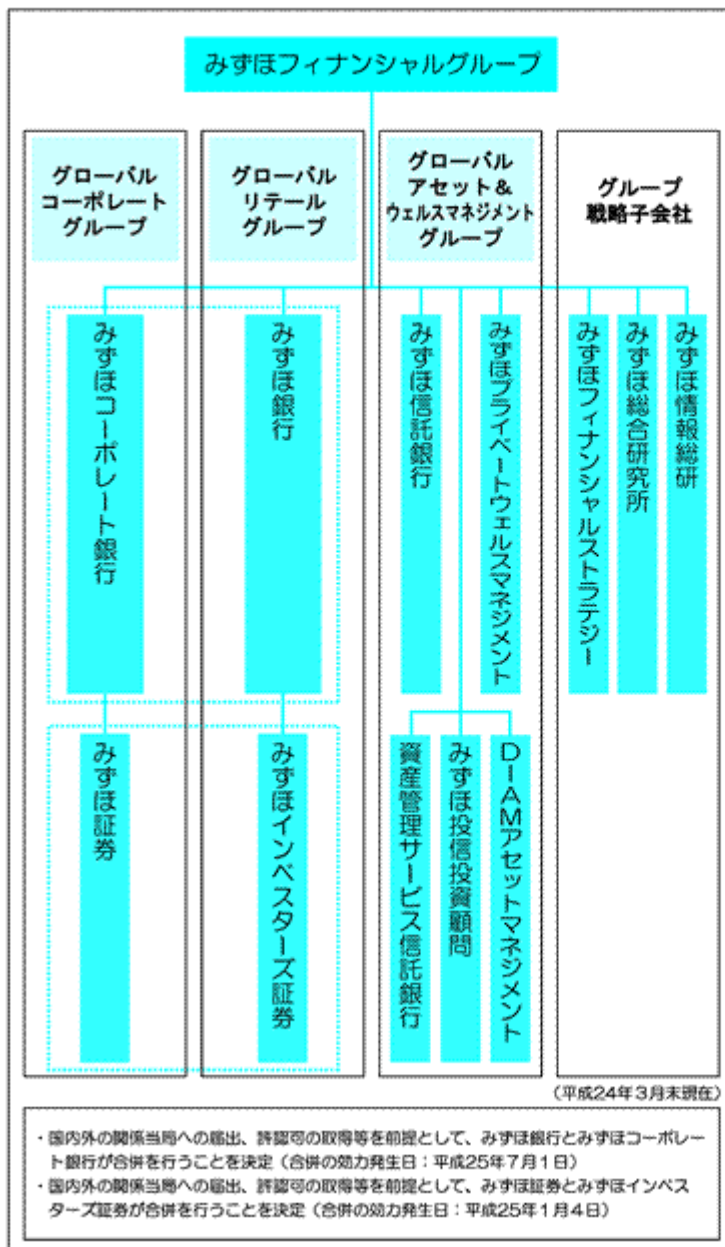 みずほフィナンシャルグループ
グローバル
コーポレート
グループ
グローバル
リテール
グループ
グローバル
アセット&
ウェルスマネジメント
グループ
グループ
戦略子会社
みずほコーポレート銀行
みずほ銀行
みずほ信託銀行
みずほプライベートウェルスマネジメント
みずほフィナンシャルストラテジー
みずほ総合研究所
みずほ情報総研
みずほ証券
みずほインベスターズ証券
資産管理サービス信託銀行
みずほ投信投資顧問
DIAMアセットマネジメント
(平成24年3月末現在)
・国内外の関係当局への届出、許認可の取得等を前提として、みずほ銀行とみずほコーポレー
ト銀行が合併を行うことを決定(合併の効力発生日:平成25年7月1日)
・国内外の関係当局への届出、許認可の取得等を前提として、みずほ証券とみずほインベス
ターズ証券が合併を行うことを決定(合併の効力発生日:平成25年1月4日)